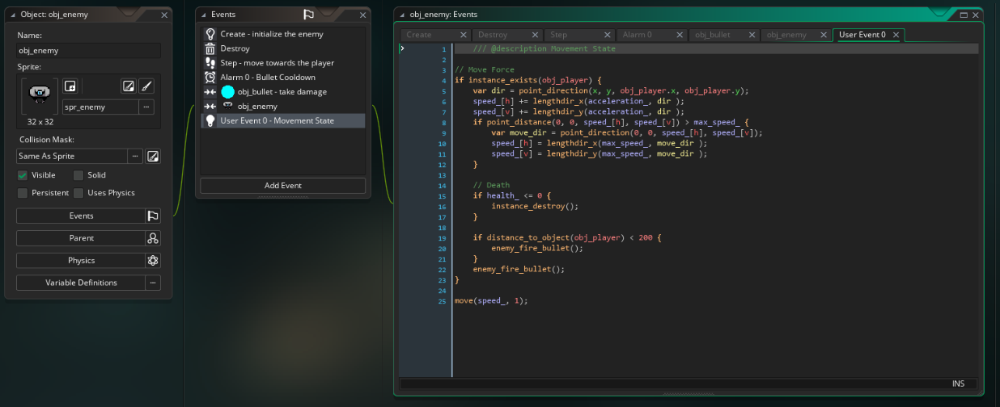 Object: obj_enemy
Name:
obj_enemy
Sprite:
spr_enemy
32 x 32
Collision Mask:
Same As Sprite
Visible
Solid
Persistent
Uses Physics
Events
Parent
Physics
Variable Definitions
Events
Create - initialize the enemy
Destroy
Step - move towards the player
Alarm 0 - Bullet Cooldown
obj_bullet - take damage
obj_enemy
User Event 0 - Movement State
Add Event
obj_enemy: Events
Create
Destroy
Step
Alarm 0
obj_bullet
obj_enemy
User Event 0
1 /// @description Movement State
2
3 // Move Force
4 if instance_exists(obj_player) {
5 var dir = point_direction(x, y, obj_player.x, obj_player.y);
6 speed_[h] += lengthdir_x(acceleration_, dir );
7 speed_[v] += lengthdir_y(acceleration_, dir );
8 if point_distance(0, 0, speed_[h], speed_[v]) > max_speed_ {
9 var move_dir = point_direction(0, 0, speed_[h], speed_[v]);
10 speed_[h] = lengthdir_x(max_speed_, move_dir );
11 speed_[v] = lengthdir_y(max_speed_, move_dir );
12 }
13
14 // Death
15 if health_ <= 0 {
16 instance_destroy();
17 }
18
19 if distance_to_object(obj_player) < 200 {
20 enemy_fire_bullet();
21 }
22 enemy_fire_bullet();
23 }
24
25 move(speed_, 1);
INS